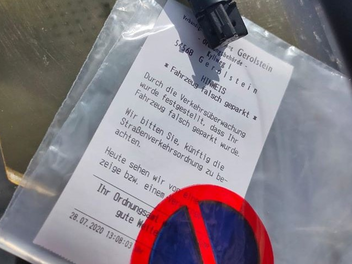 Gerolstein
Gerolstein
HINWEIS
* Fahrzeug falsch geparkt *
Durch die Verkehrsüberwachung
wurde festgestellt, dass Ihr
Fahrzeug falsch geparkt wurde.
Wir bitten Sie, künftig die
Straßenverkehrsordnung zu be-
achten.
Heute sehen wir von
zeige bzw. einem
Ihr Ordnungsam
gute
28.07.2020 13:08:03